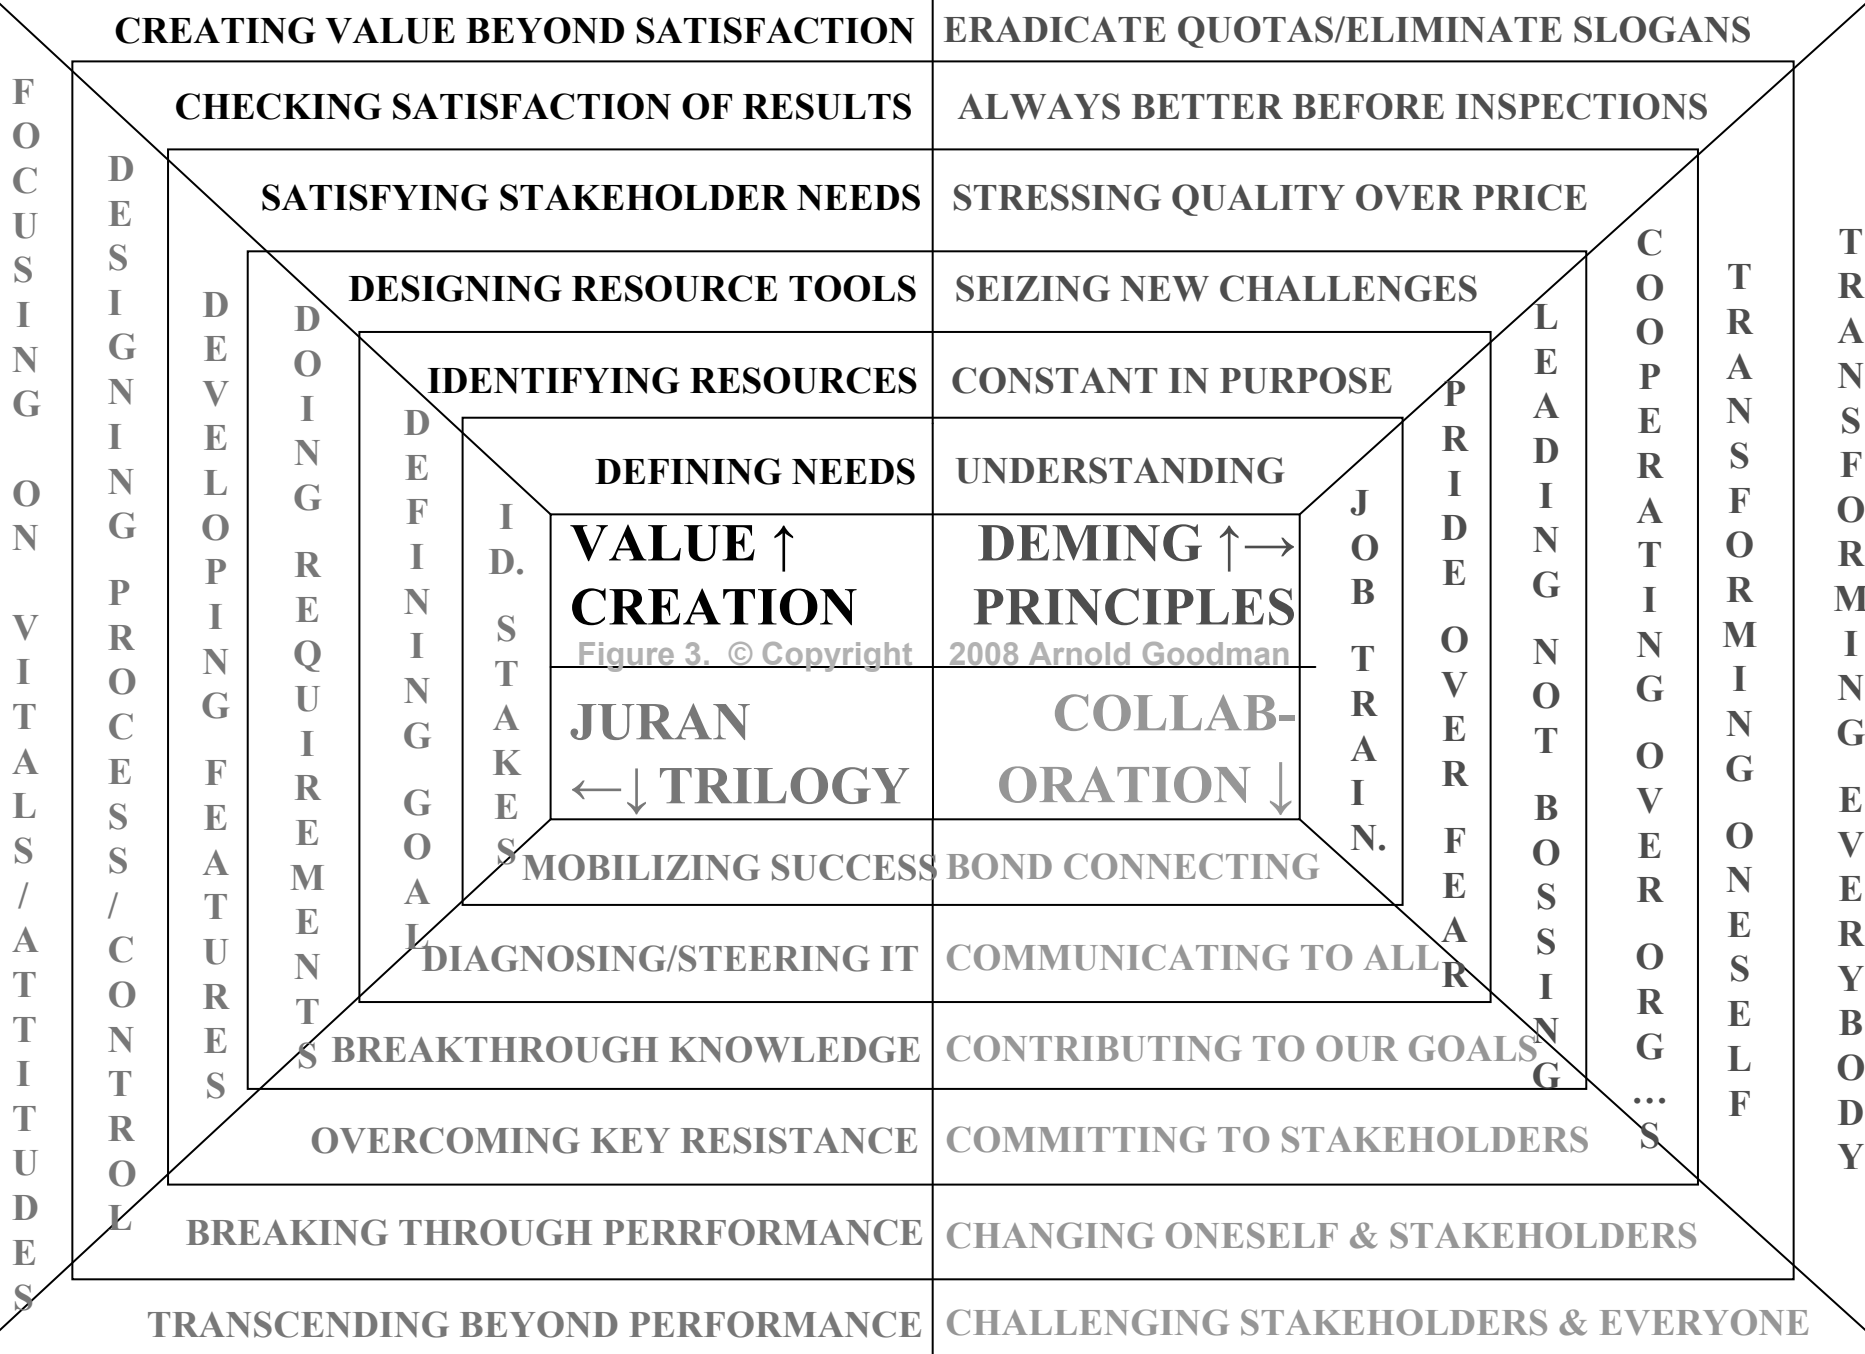 CREATING VALUE BEYOND SATISFACTION
ERADICATE QUOTAS/ELIMINATE SLOGANS
CHECKING SATISFACTION OF RESULTS
ALWAYS BETTER BEFORE INSPECTIONS
SATISFYING STAKEHOLDER NEEDS
STRESSING QUALITY OVER PRICE
DESIGNING RESOURCE TOOLS
SEIZING NEW CHALLENGES
IDENTIFYING RESOURCES
CONSTANT IN PURPOSE
DEFINING NEEDS
UNDERSTANDING
FOCUSING ON VITALS/ATTITUDES
DESIGNING PROCESS/CONTROL
DEVELOPING FEATURES
DOING REQUIREMENTS
DEFINING GOAL
ID. STAKES
VALUE ↑
CREATION
DEMING ↑→
PRINCIPLES
Figure 3. © Copyright 2008 Arnold Goodman
JURAN
←↓ TRILOGY
COLLAB-
ORATION ↓
JOB TRAIN.
PRIDE OVER FEAR
LEADING NOT BOSSING
COOPERATING OVER ORG…S
TRANSFORMING ONESELF
TRANSFORMING EVERYBODY
MOBILIZING SUCCESS
BOND CONNECTING
DIAGNOSING/STEERING IT
COMMUNICATING TO ALL
BREAKTHROUGH KNOWLEDGE
CONTRIBUTING TO OUR GOALS
OVERCOMING KEY RESISTANCE
COMMITTING TO STAKEHOLDERS
BREAKING THROUGH PERRFORMANCE
CHANGING ONESELF & STAKEHOLDERS
TRANSCENDING BEYOND PERFORMANCE
CHALLENGING STAKEHOLDERS & EVERYONE